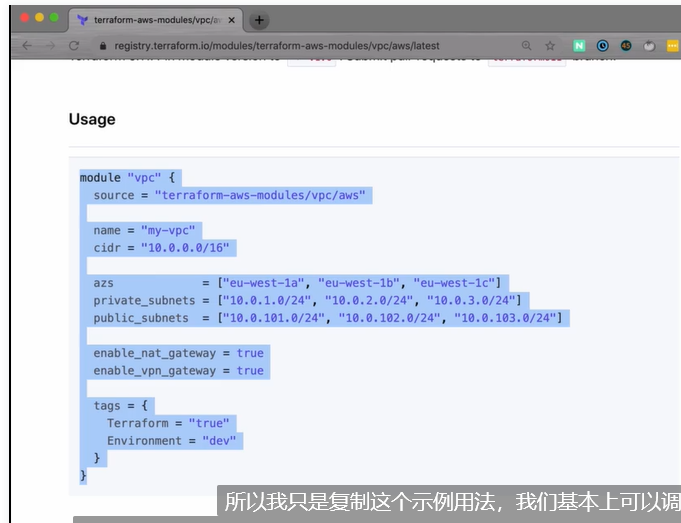 terraform-aws-modules/vpc/aw
registry.terraform.io/modules/terraform-aws-modules/vpc/aws/latest
Usage
module "vpc" {
source = "terraform-aws-modules/vpc/aws"
name = "my-vpc"
cidr = "10.0.0.0/16"
azs = ["eu-west-1a", "eu-west-1b", "eu-west-1c"]
private_subnets = ["10.0.1.0/24", "10.0.2.0/24", "10.0.3.0/24"]
public_subnets = ["10.0.101.0/24", "10.0.102.0/24", "10.0.103.0/24"]
enable_nat_gateway = true
enable_vpn_gateway = true
tags = {
Terraform = "true"
Environment = "dev"
}
}
所以我只是复制这个示例用法，我们基本上可以调